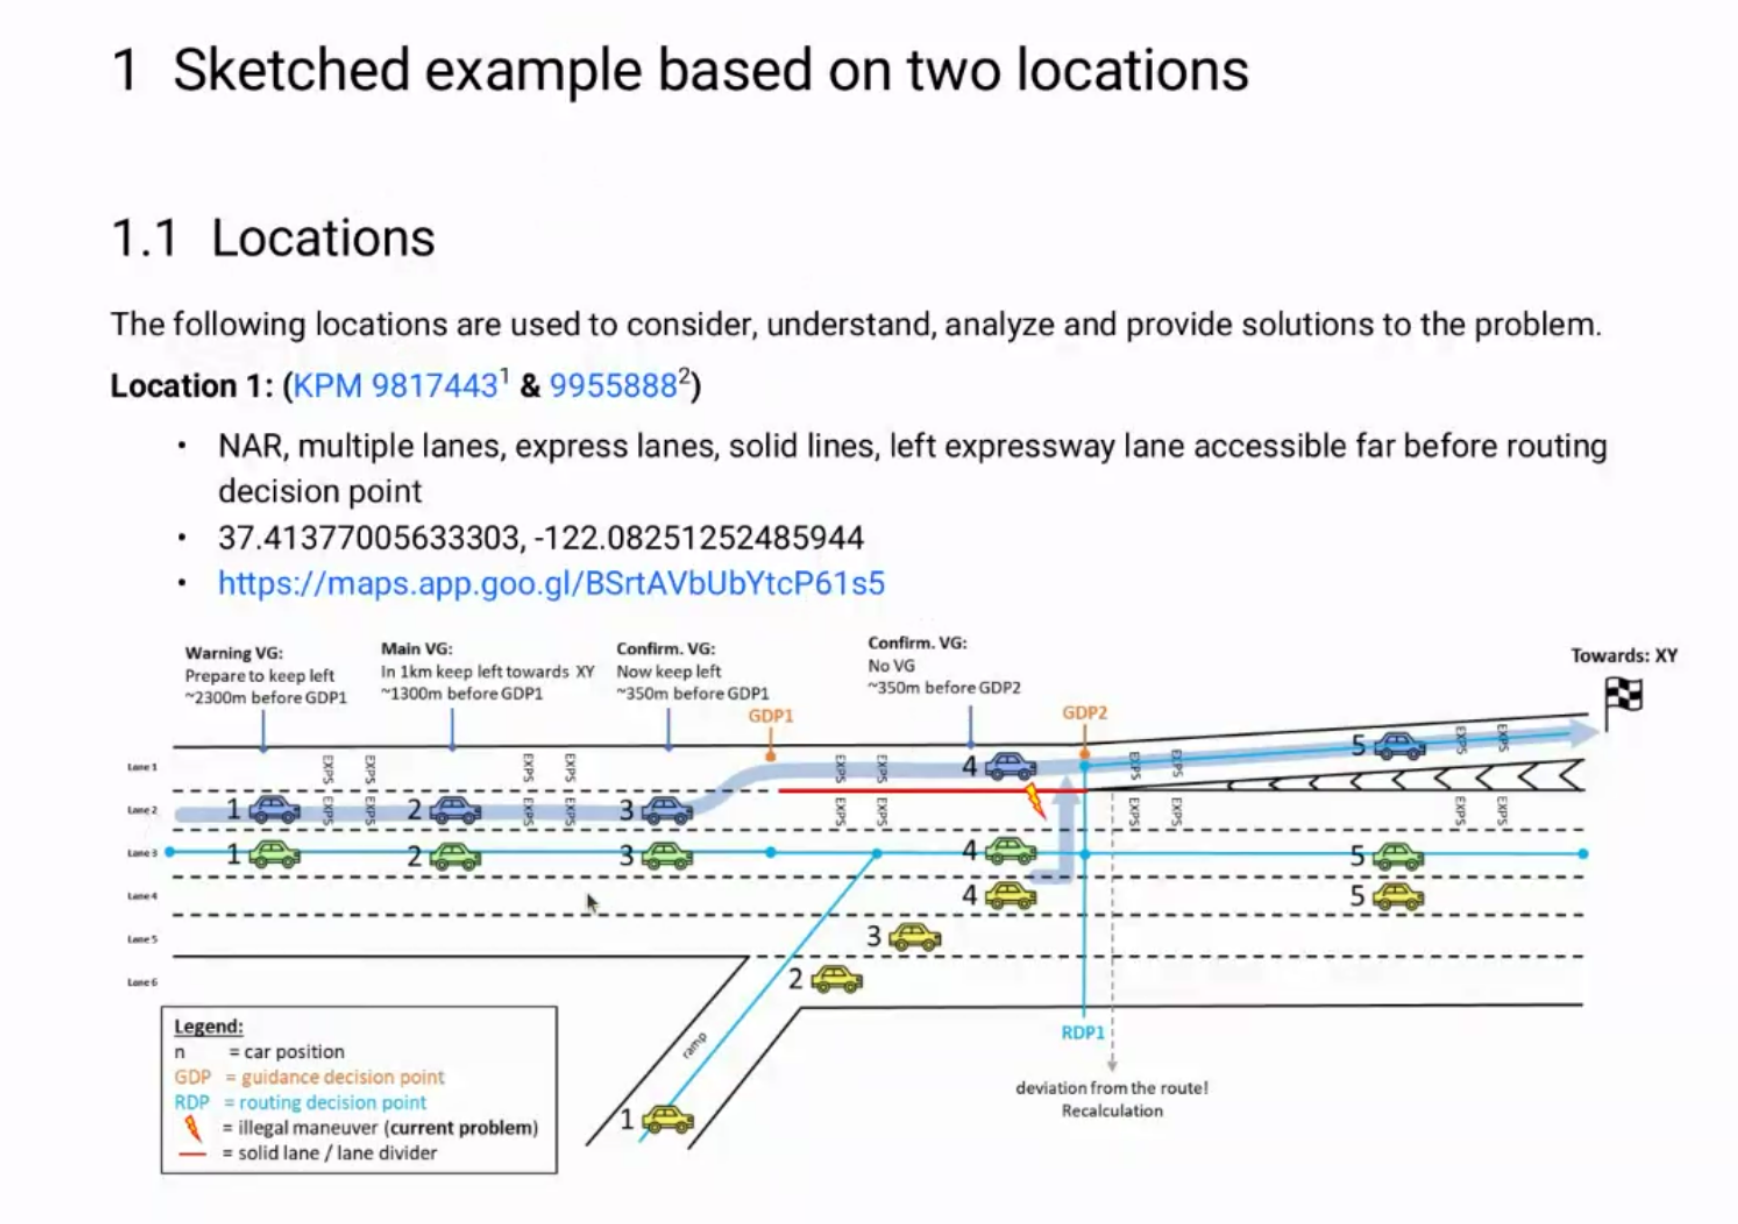 1 Sketched example based on two locations
1.1 Locations
The following locations are used to consider, understand, analyze and provide solutions to the problem.
Location 1: (KPM 9817443¹ & 9955888²)
• NAR, multiple lanes, express lanes, solid lines, left expressway lane accessible far before routing
decision point
• 37.41377005633303, -122.08251252485944
• https://maps.app.goo.gl/BSrtAVbUbYtcP61s5
Warning VG:
Prepare to keep left
~2300m before GDP1
Main VG:
In 1km keep left towards XY
~1300m before GDP1
Confirm. VG:
Now keep left
~350m before GDP1
Confirm. VG:
No VG
~350m before GDP2
Towards: XY
GDP1
GDP2
Lane 1
EXPS EXPS EXPS EXPS EXPS EXPS EXPS EXPS EXPS EXPS
4
5
Lane 2
1
2
3
EXPS EXPS EXPS EXPS EXPS EXPS EXPS EXPS EXPS EXPS
Lane 3
1
2
3
4
5
Lane 4
4
5
Lane 5
3
Lane 6
2
ramp
1
RDP1
deviation from the route!
Recalculation
Legend:
n = car position
GDP = guidance decision point
RDP = routing decision point
= illegal maneuver (current problem)
= solid lane / lane divider